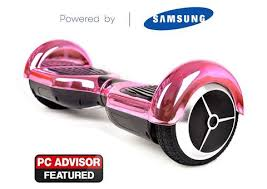 Powered by
SAMSUNG
PC ADVISOR
FEATURED